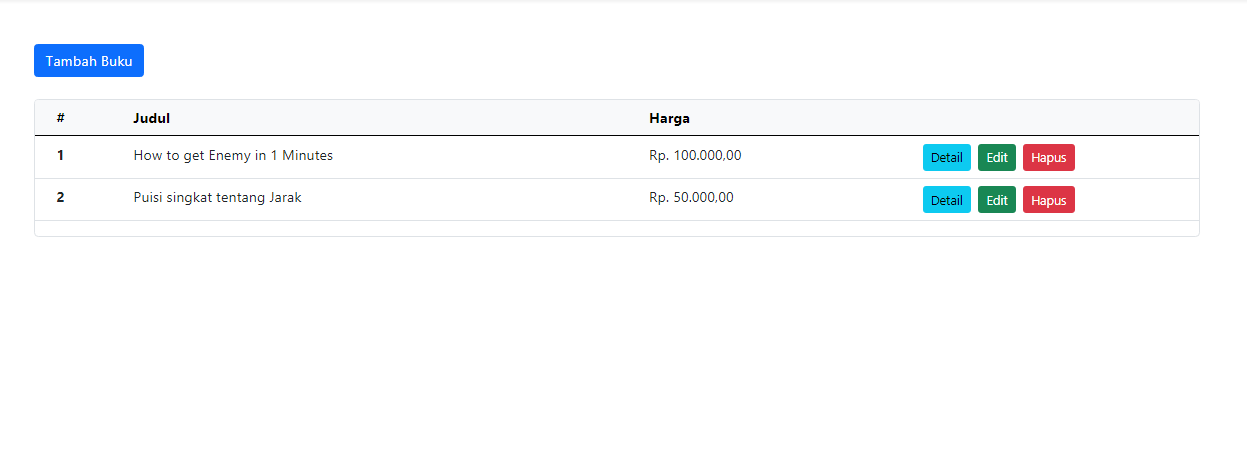 Tambah Buku
# Judul Harga
1 How to get Enemy in 1 Minutes Rp. 100.000,00 Detail Edit Hapus
2 Puisi singkat tentang Jarak Rp. 50.000,00 Detail Edit Hapus